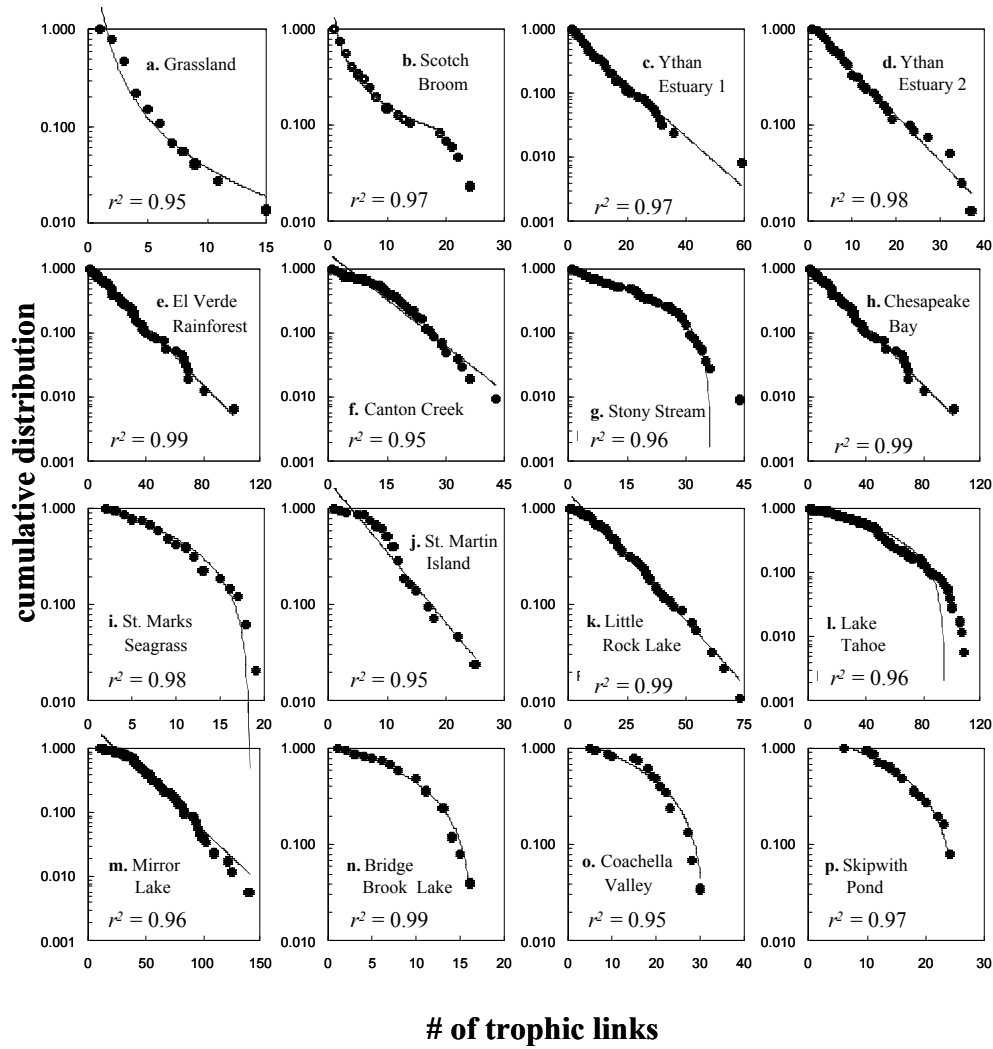 cumulative distribution
1.000
0.100
0.010
a. Grassland
r² = 0.95
0
5
10
15
1.000
0.100
0.010
b. Scotch
Broom
r² = 0.97
0
10
20
30
1.000
0.100
0.010
0.001
c. Ythan
Estuary 1
r² = 0.97
0
20
40
60
1.000
0.100
0.010
d. Ythan
Estuary 2
r² = 0.98
0
10
20
30
40
1.000
0.100
0.010
0.001
e. El Verde
Rainforest
r² = 0.99
0
40
80
120
1.000
0.100
0.010
0.001
f. Canton Creek
r² = 0.95
0
15
30
45
1.000
0.100
0.010
0.001
g. Stony Stream
r² = 0.96
0
15
30
45
1.000
0.100
0.010
0.001
h. Chesapeake
Bay
r² = 0.99
0
40
80
120
1.000
0.100
0.010
i. St. Marks
Seagrass
r² = 0.98
0
5
10
15
20
1.000
0.100
0.010
j. St. Martin
Island
r² = 0.95
0
10
20
30
1.000
0.100
0.010
k. Little
Rock Lake
r² = 0.99
0
25
50
75
1.000
0.100
0.010
0.001
l. Lake
Tahoe
r² = 0.96
0
40
80
120
1.000
0.100
0.010
0.001
m. Mirror
Lake
r² = 0.96
0
50
100
150
1.000
0.100
0.010
n. Bridge
Brook Lake
r² = 0.99
0
5
10
15
20
1.000
0.100
0.010
o. Coachella
Valley
r² = 0.95
0
10
20
30
40
1.000
0.100
0.010
p. Skipwith
Pond
r² = 0.97
0
10
20
30
# of trophic links